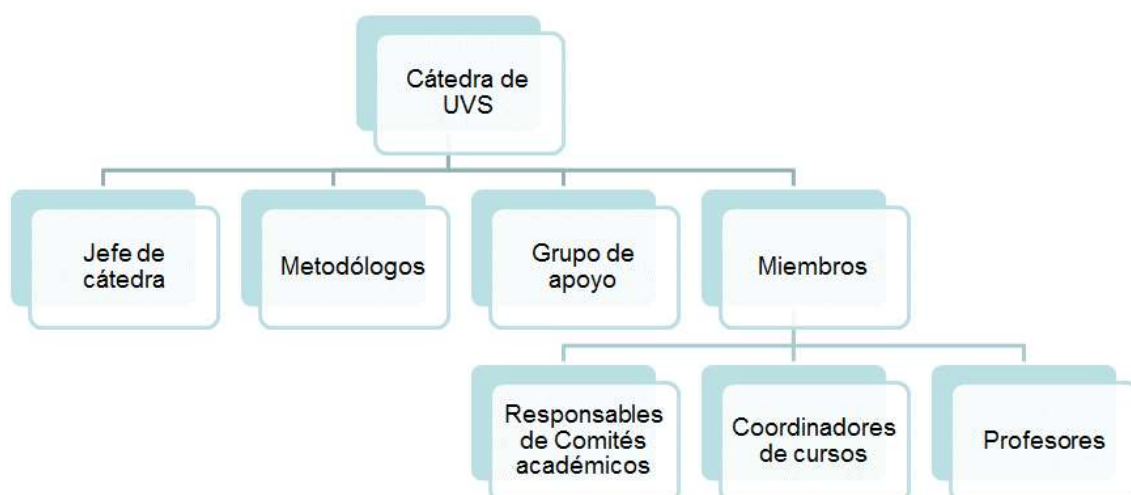 Cátedra de
UVS
Jefe de
cátedra
Metodólogos
Grupo de
apoyo
Miembros
Responsables
de Comités
académicos
Coordinadores
de cursos
Profesores